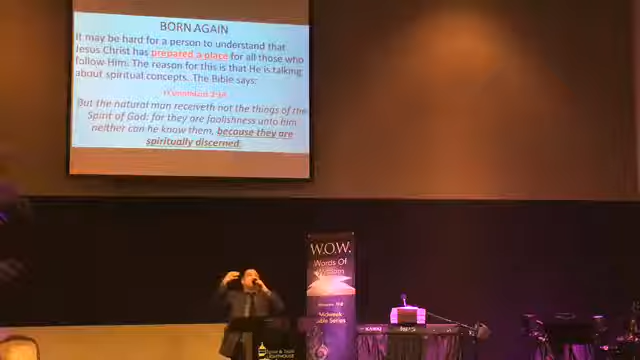 BORN AGAIN
It may be hard for a person to understand that
Jesus Christ has prepared a place for all those who
follow Him. The reason for this is that He is talking
about spiritual concepts. The Bible says:
But the natural man receiveth not the things of the
Spirit of God: for they are foolishness unto him
neither can he know them, because they are
spiritually discerned.
W.O.W.
Words Of
Wisdom
Midweek
Bible Series